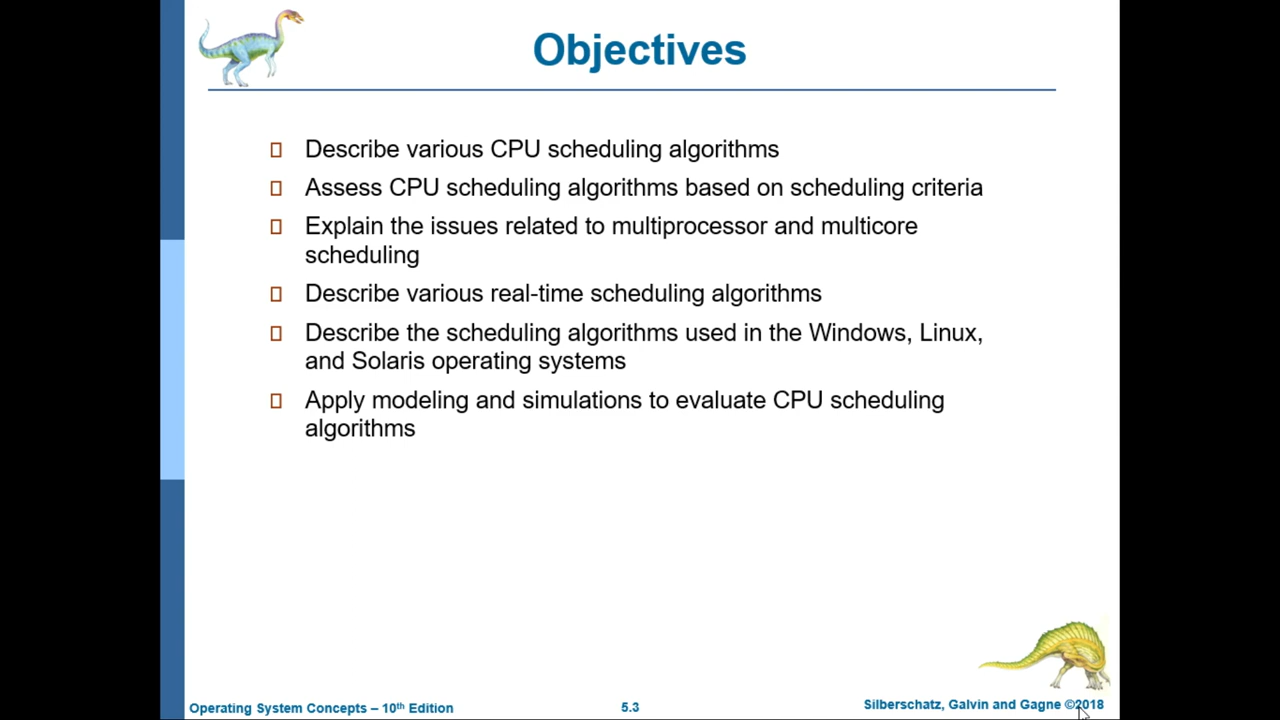 Objectives
Describe various CPU scheduling algorithms
Assess CPU scheduling algorithms based on scheduling criteria
Explain the issues related to multiprocessor and multicore
scheduling
Describe various real-time scheduling algorithms
Describe the scheduling algorithms used in the Windows, Linux,
and Solaris operating systems
Apply modeling and simulations to evaluate CPU scheduling
algorithms
Operating System Concepts – 10th Edition
5.3
Silberschatz, Galvin and Gagne ©2018